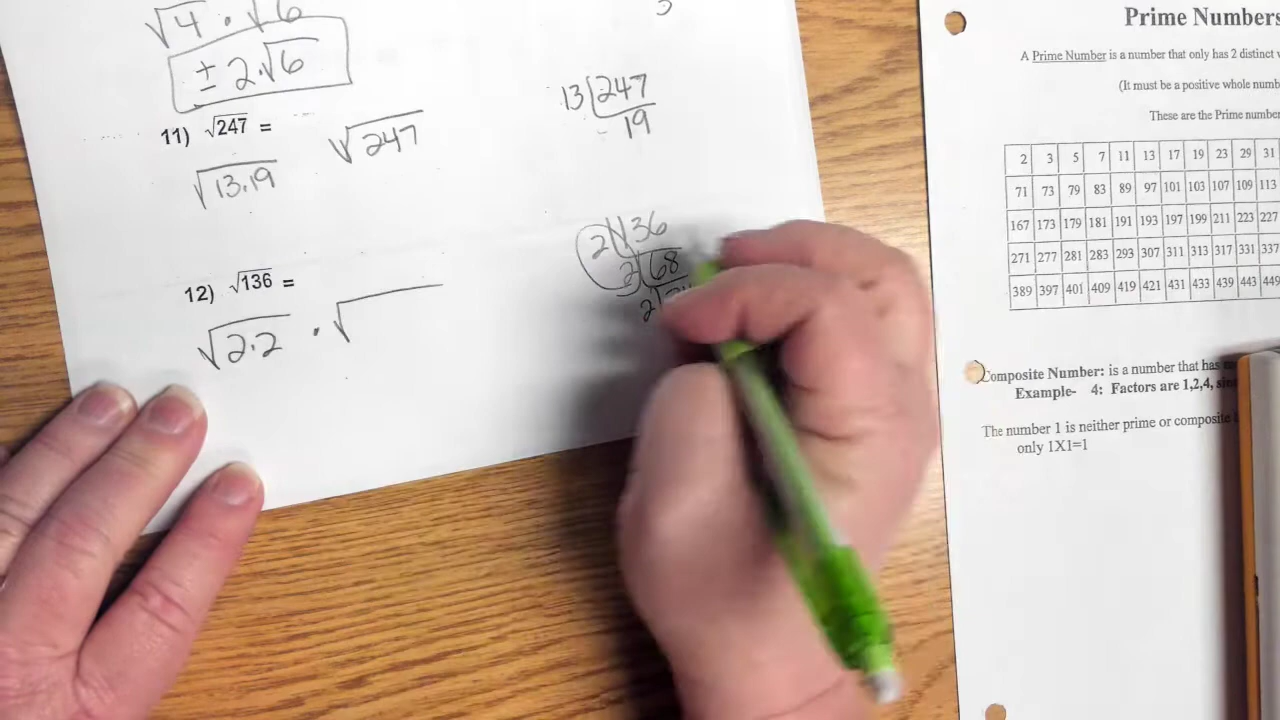 √4 · √6
± 2·√6
11) √247 =
√247
√13.19
13 247
19
12) √136 =
√2.2 · √
2 136
2 68
2
Prime Numbers
A Prime Number is a number that only has 2 distinct
(It must be a positive whole numb
These are the Prime number
2 3 5 7 11 13 17 19 23 29 31
71 73 79 83 89 97 101 103 107 109 113
167 173 179 181 191 193 197 199 211 223 227
271 277 281 283 293 307 311 313 317 331 337
389 397 401 409 419 421 431 433 439 443 449
Composite Number: is a number that has
Example- 4: Factors are 1,2,4,
The number 1 is neither prime or composite
only 1X1=1